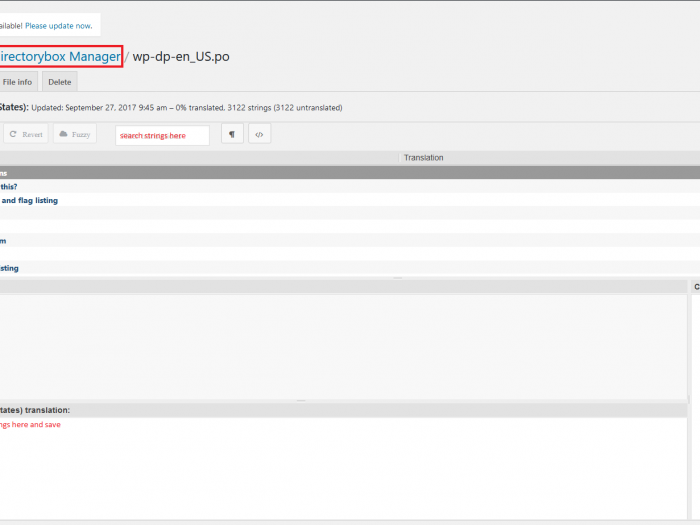 ailable! Please update now.
irectorybox Manager / wp-dp-en_US.po
File info Delete
States): Updated: September 27, 2017 9:45 am – 0% translated, 3122 strings (3122 untranslated)
Revert Fuzzy search strings here ¶ </>
Translation
ns
this?
and flag listing
m
isting
C
tates) translation:
ngs here and save